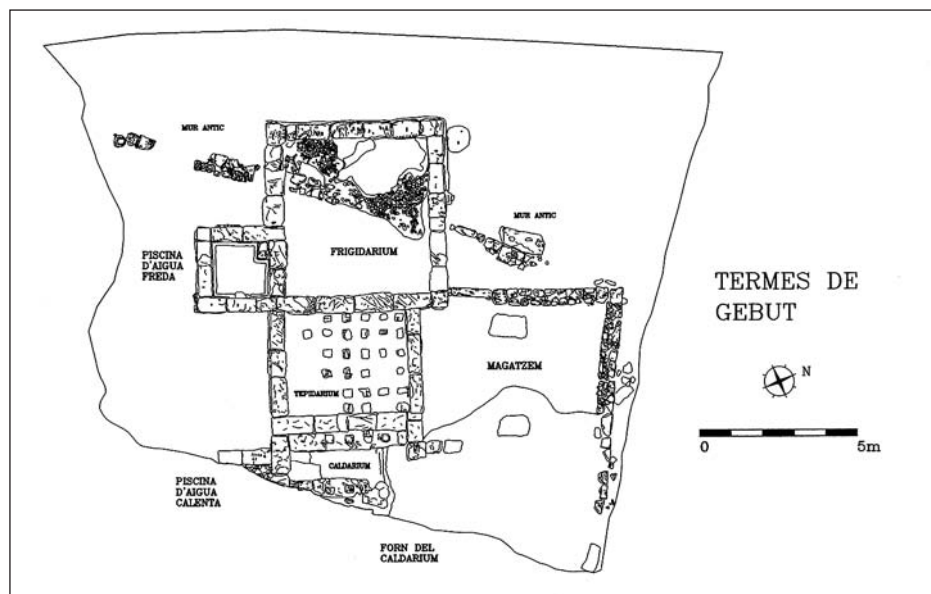 MUR ANTIC
MUR ANTIC
PISCINA
D'AIGUA
FREDA
FRIGIDARIUM
TERMES DE
GEBUT
MAGATZEM
N
TEPIDARIUM
0 5m
CALDARIUM
PISCINA
D'AIGUA
CALENTA
FORN DEL
CALDARIUM